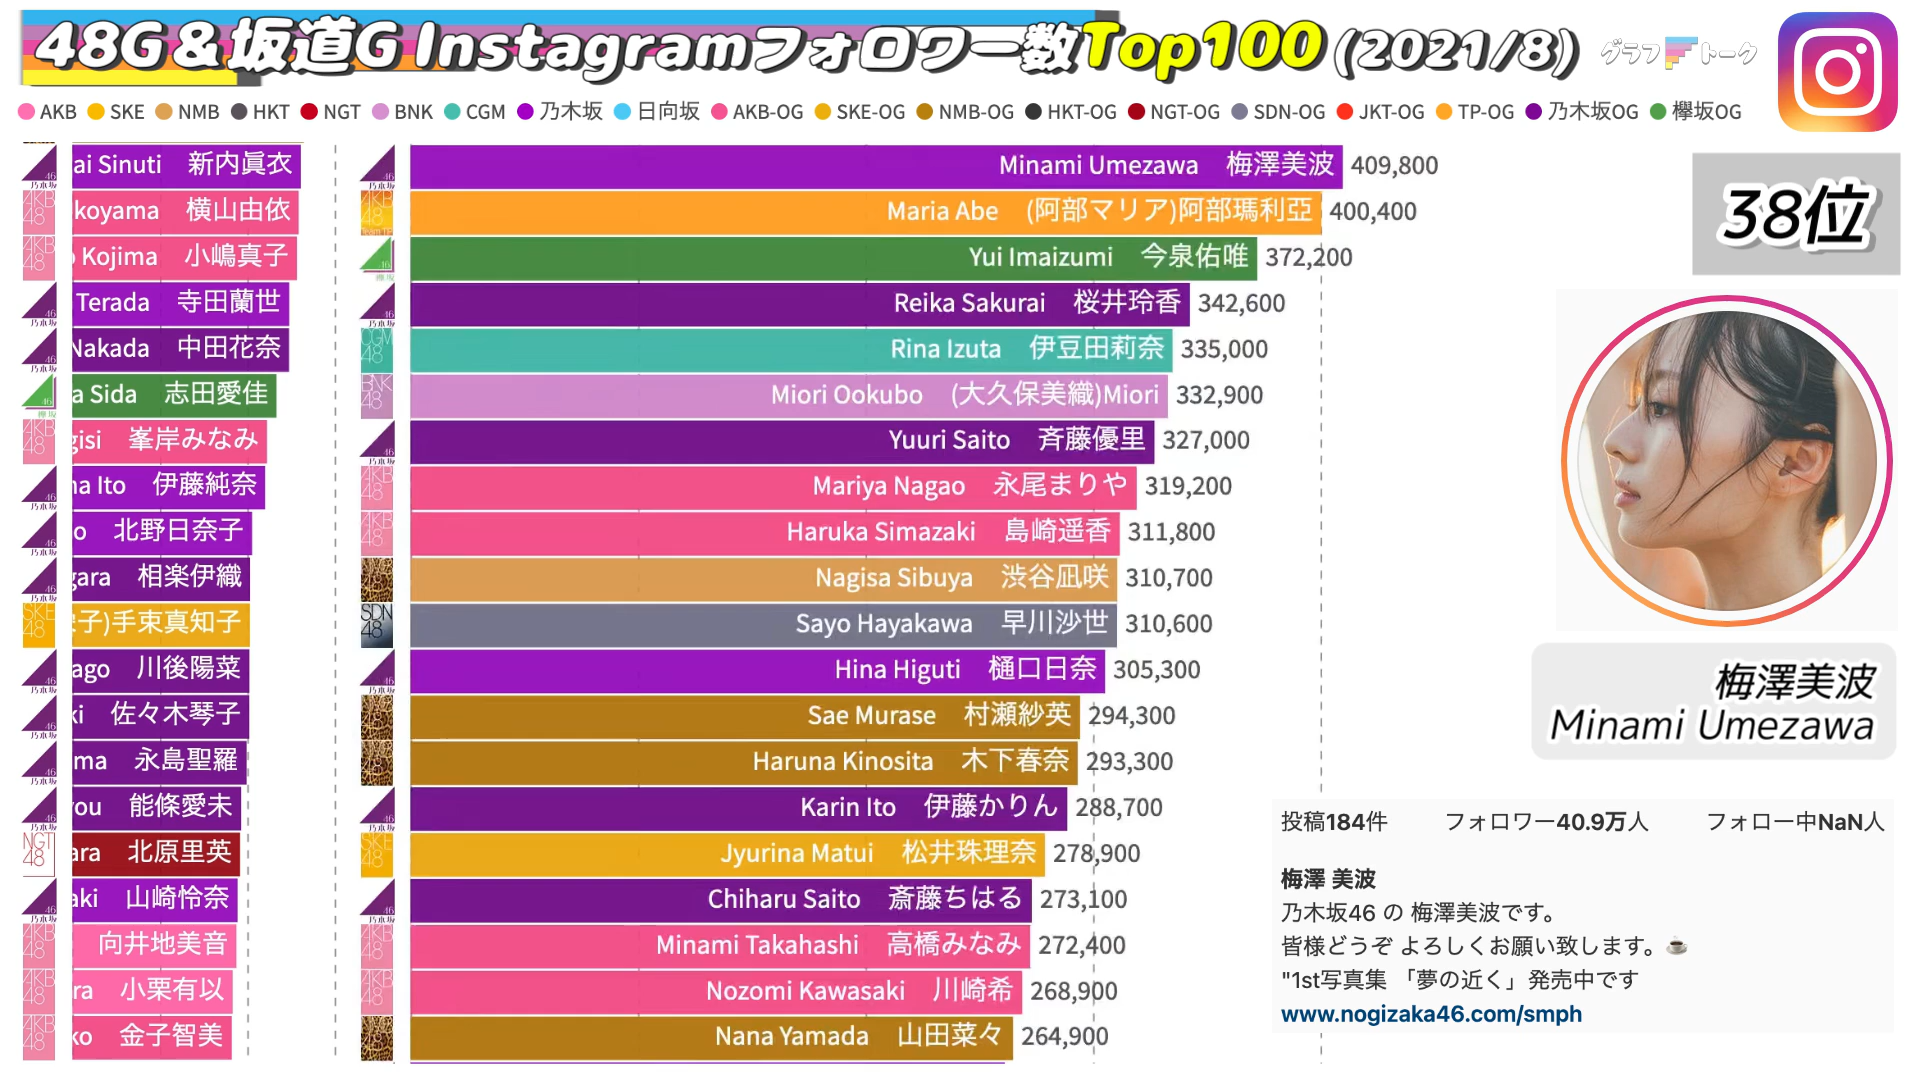 48G&坂道G Instagramフォロワー数Top100(2021/8)
グラフトーク
AKB SKE NMB HKT NGT BNK CGM 乃木坂 日向坂 AKB-OG SKE-OG NMB-OG HKT-OG NGT-OG SDN-OG JKT-OG TP-OG 乃木坂OG 欅坂OG
ai Sinuti 新内眞衣
koyama 横山由依
Kojima 小嶋真子
Terada 寺田蘭世
Nakada 中田花奈
a Sida 志田愛佳
gisi 峯岸みなみ
na Ito 伊藤純奈
o 北野日奈子
gara 相楽伊織
子)手束真知子
ago 川後陽菜
ki 佐々木琴子
ma 永島聖羅
you 能條愛未
ara 北原里英
aki 山崎怜奈
向井地美音
ra 小栗有以
ko 金子智美
Minami Umezawa 梅澤美波 409,800
Maria Abe (阿部マリア)阿部瑪利亞 400,400
Yui Imaizumi 今泉佑唯 372,200
Reika Sakurai 桜井玲香 342,600
Rina Izuta 伊豆田莉奈 335,000
Miori Ookubo (大久保美織)Miori 332,900
Yuuri Saito 斉藤優里 327,000
Mariya Nagao 永尾まりや 319,200
Haruka Simazaki 島崎遥香 311,800
Nagisa Sibuya 渋谷凪咲 310,700
Sayo Hayakawa 早川沙世 310,600
Hina Higuti 樋口日奈 305,300
Sae Murase 村瀬紗英 294,300
Haruna Kinosita 木下春奈 293,300
Karin Ito 伊藤かりん 288,700
Jyurina Matui 松井珠理奈 278,900
Chiharu Saito 斎藤ちはる 273,100
Minami Takahashi 高橋みなみ 272,400
Nozomi Kawasaki 川崎希 268,900
Nana Yamada 山田菜々 264,900
38位
梅澤美波
Minami Umezawa
投稿184件 フォロワー40.9万人 フォロー中NaN人
梅澤 美波
乃木坂46 の 梅澤美波です。
皆様どうぞ よろしくお願い致します。☕
"1st写真集 「夢の近く」発売中です
www.nogizaka46.com/smph